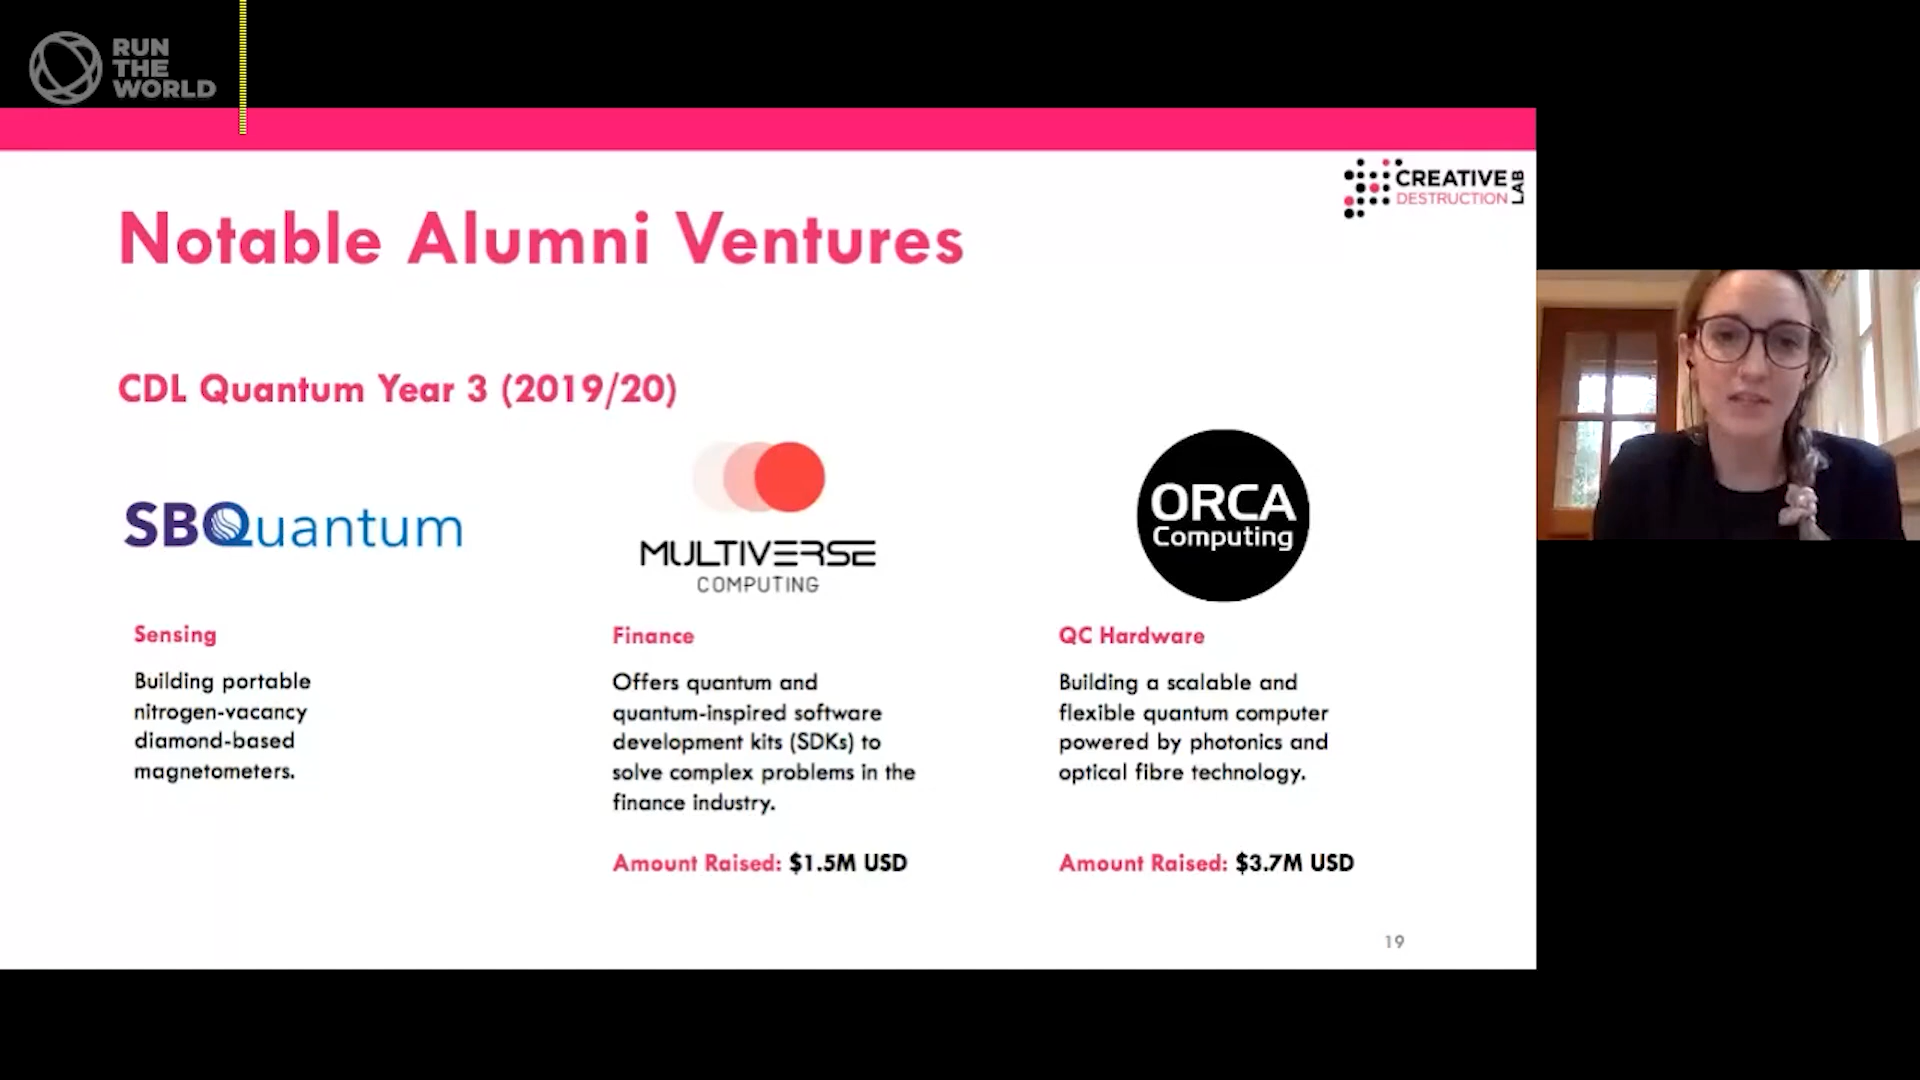 RUN
THE
WORLD
CREATIVE
DESTRUCTION
LAB
Notable Alumni Ventures
CDL Quantum Year 3 (2019/20)
SBQuantum
Sensing
Building portable
nitrogen-vacancy
diamond-based
magnetometers.
MULTIVERSE
COMPUTING
Finance
Offers quantum and
quantum-inspired software
development kits (SDKs) to
solve complex problems in the
finance industry.
Amount Raised: $1.5M USD
ORCA
Computing
QC Hardware
Building a scalable and
flexible quantum computer
powered by photonics and
optical fibre technology.
Amount Raised: $3.7M USD
19